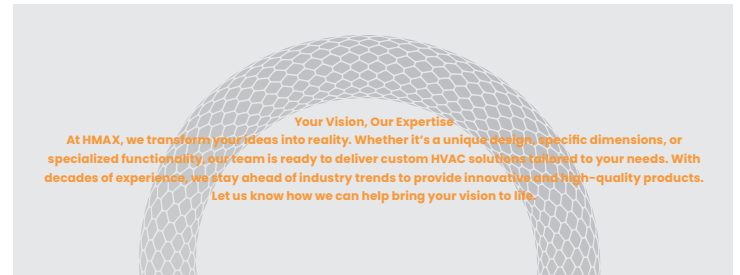 Your Vision, Our Expertise
At HMAX, we transform your ideas into reality. Whether it's a unique design, specific dimensions, or
specialized functionality, our team is ready to deliver custom HVAC solutions tailored to your needs. With
decades of experience, we stay ahead of industry trends to provide innovative and high-quality products.
Let us know how we can help bring your vision to life.